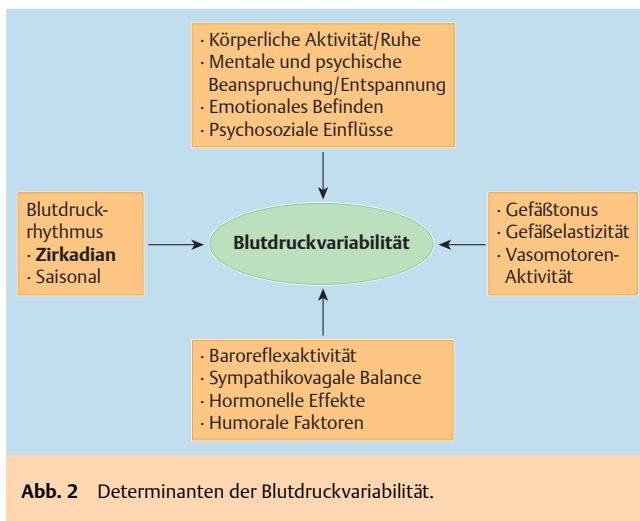 · Körperliche Aktivität/Ruhe
· Mentale und psychische
Beanspruchung/Entspannung
· Emotionales Befinden
· Psychosoziale Einflüsse
Blutdruck-
rhythmus
· Zirkadian
· Saisonal
Blutdruckvariabilität
· Gefäßtonus
· Gefäßelastizität
· Vasomotoren-
Aktivität
· Baroreflexaktivität
· Sympathikovagale Balance
· Hormonelle Effekte
· Humorale Faktoren
Abb. 2 Determinanten der Blutdruckvariabilität.